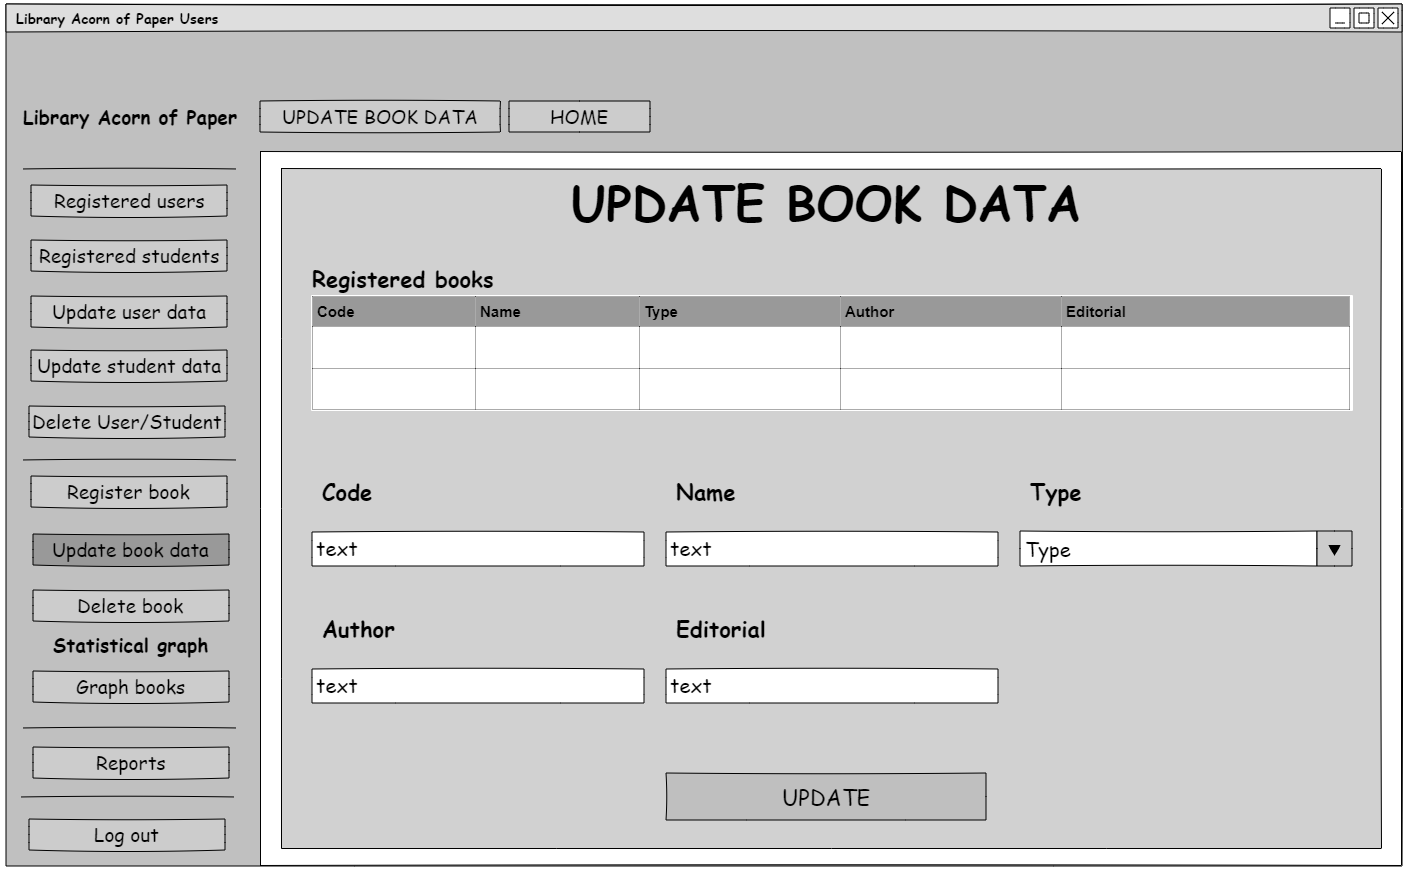 Library Acorn of Paper Users
Library Acorn of Paper
UPDATE BOOK DATA
HOME
Registered users
Registered students
Update user data
Update student data
Delete User/Student
Register book
Update book data
Delete book
Statistical graph
Graph books
Reports
Log out
UPDATE BOOK DATA
Registered books
Code Name Type Author Editorial
Code Name Type
text text Type
Author Editorial
text text
UPDATE